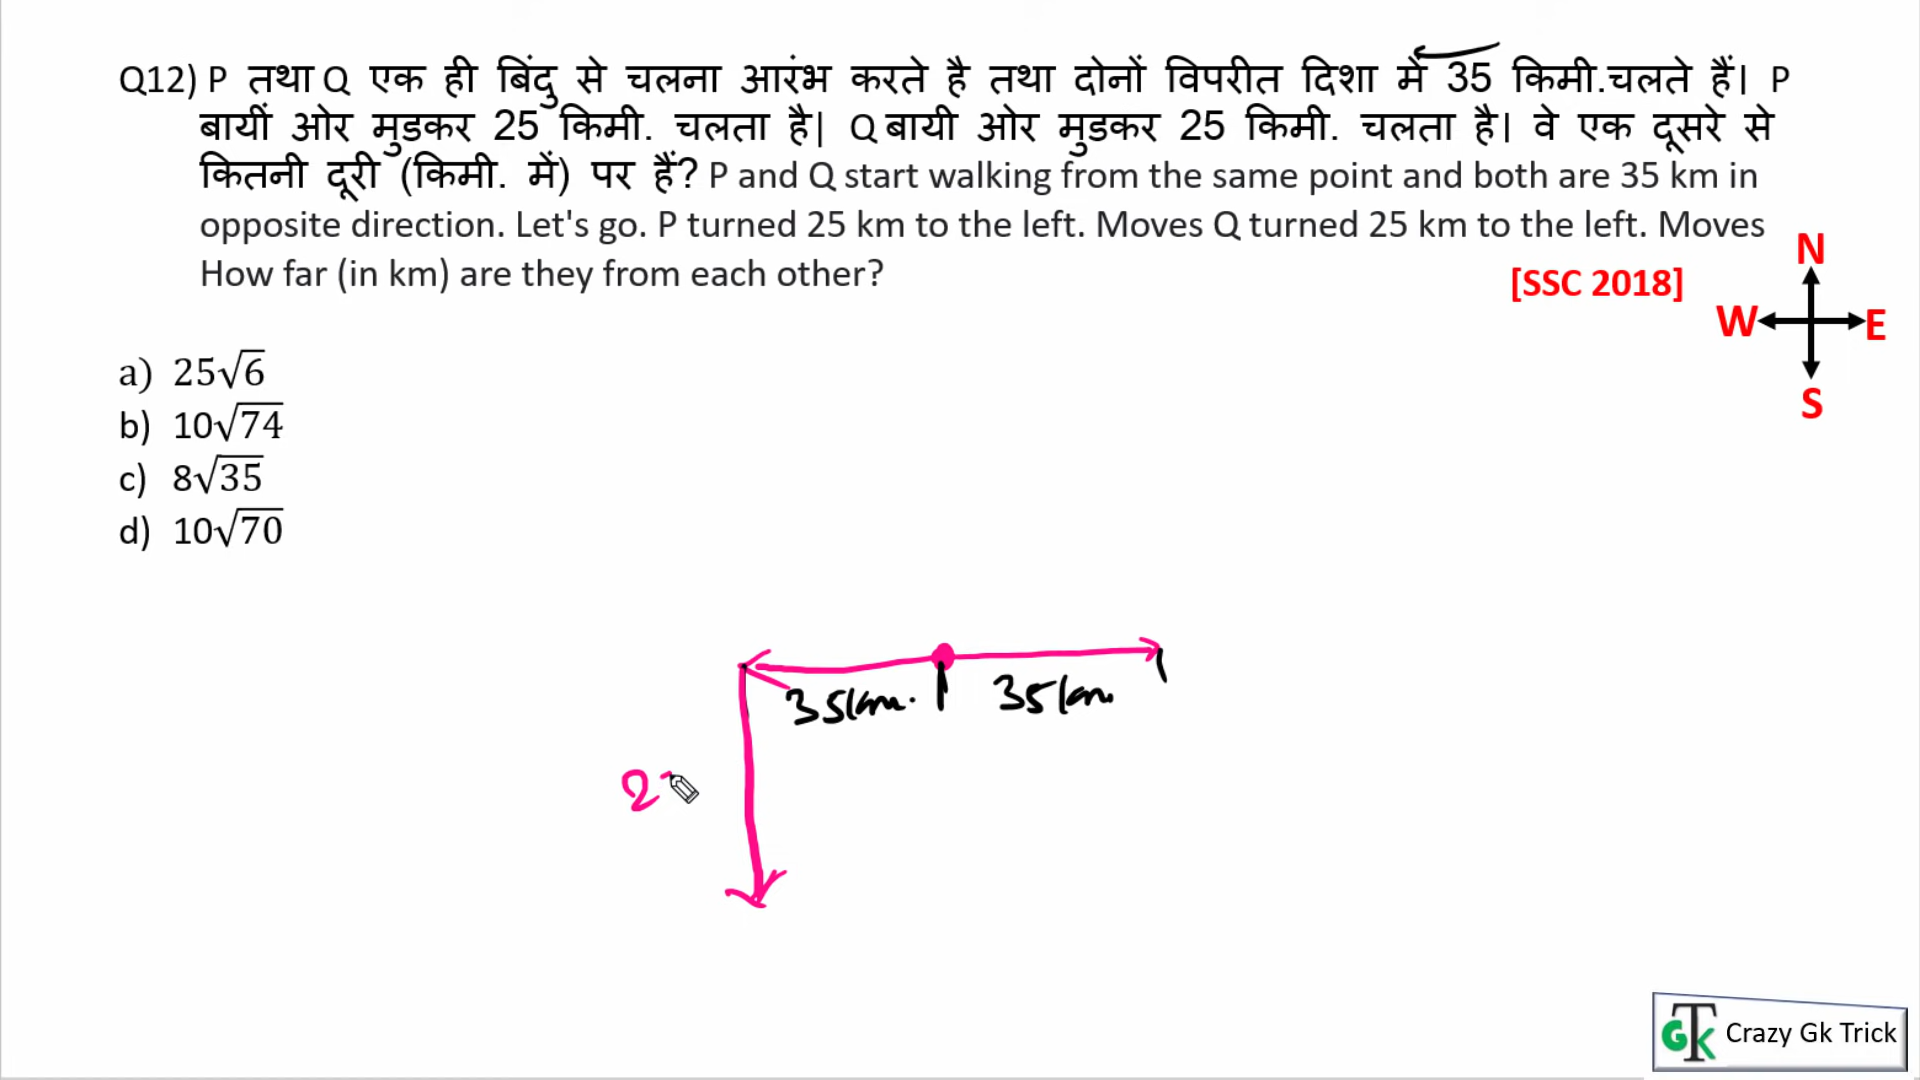 Q12) P तथा Q एक ही बिंदु से चलना आरंभ करते है तथा दोनों विपरीत दिशा में 35 किमी.चलते हैं। P
बायीं ओर मुडकर 25 किमी. चलता है| Q बायी ओर मुडकर 25 किमी. चलता है। वे एक दूसरे से
कितनी दूरी (किमी. में) पर हैं? P and Q start walking from the same point and both are 35 km in
opposite direction. Let's go. P turned 25 km to the left. Moves Q turned 25 km to the left. Moves
How far (in km) are they from each other?
[SSC 2018]
N
W E
S
a) 25√6
b) 10√74
c) 8√35
d) 10√70
35km. 35km
2
GTK Crazy Gk Trick